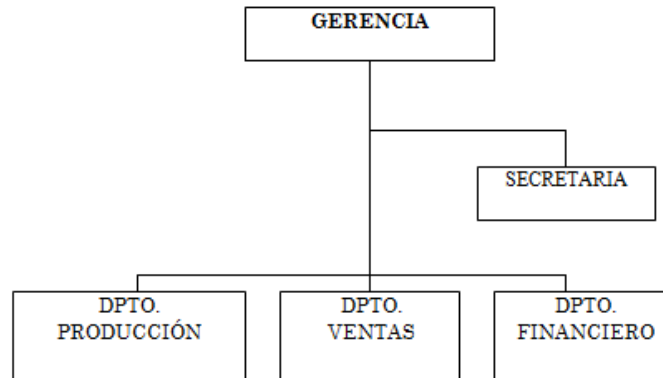 GERENCIA
SECRETARIA
DPTO.
PRODUCCIÓN
DPTO.
VENTAS
DPTO.
FINANCIERO